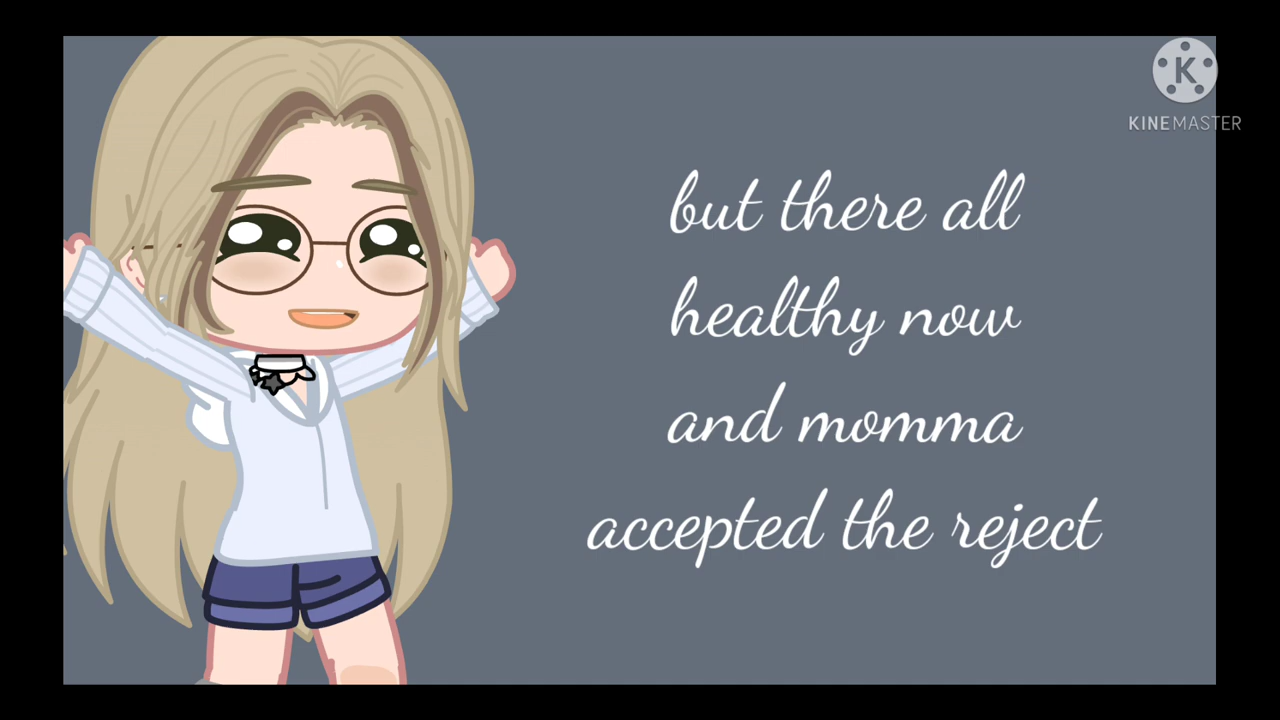 K
KINEMASTER
but there all
healthy now
and momma
accepted the reject